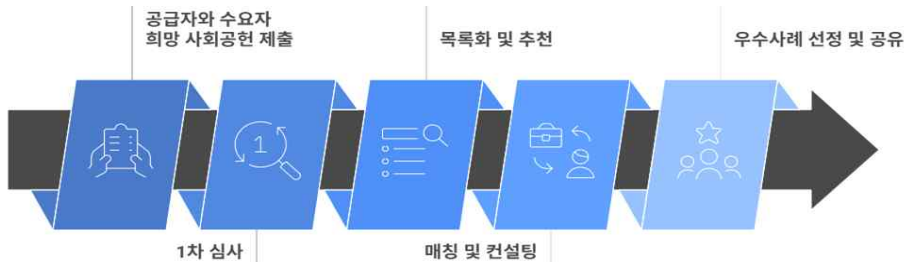 공급자와 수요자
희망 사회공헌 제출
1
1차 심사
목록화 및 추천
매칭 및 컨설팅
우수사례 선정 및 공유